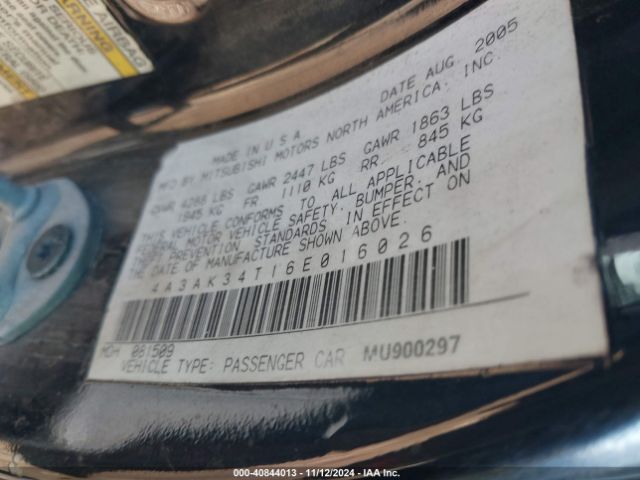 E AIRBAG
WARNING
MADE IN U S A DATE AUG. 2005
MFD BY MITSUBISHI MOTORS NORTH AMERICA, INC.
GVWR 4288 LBS GAWR 2447 LBS GAWR 1863 LBS
1945 KG FR 1110 KG RR 845 KG
THIS VEHICLE CONFORMS TO ALL APPLICABLE
FEDERAL MOTOR VEHICLE SAFETY, BUMPER, AND
THEFT PREVENTION STANDARDS IN EFFECT ON
THE DATE OF MANUFACTURE SHOWN ABOVE.
4A3AK34T16E016026
MDH 081509
VEHICLE TYPE: PASSENGER CAR MU900297
000-40844013 - 11/12/2024 - IAA Inc.